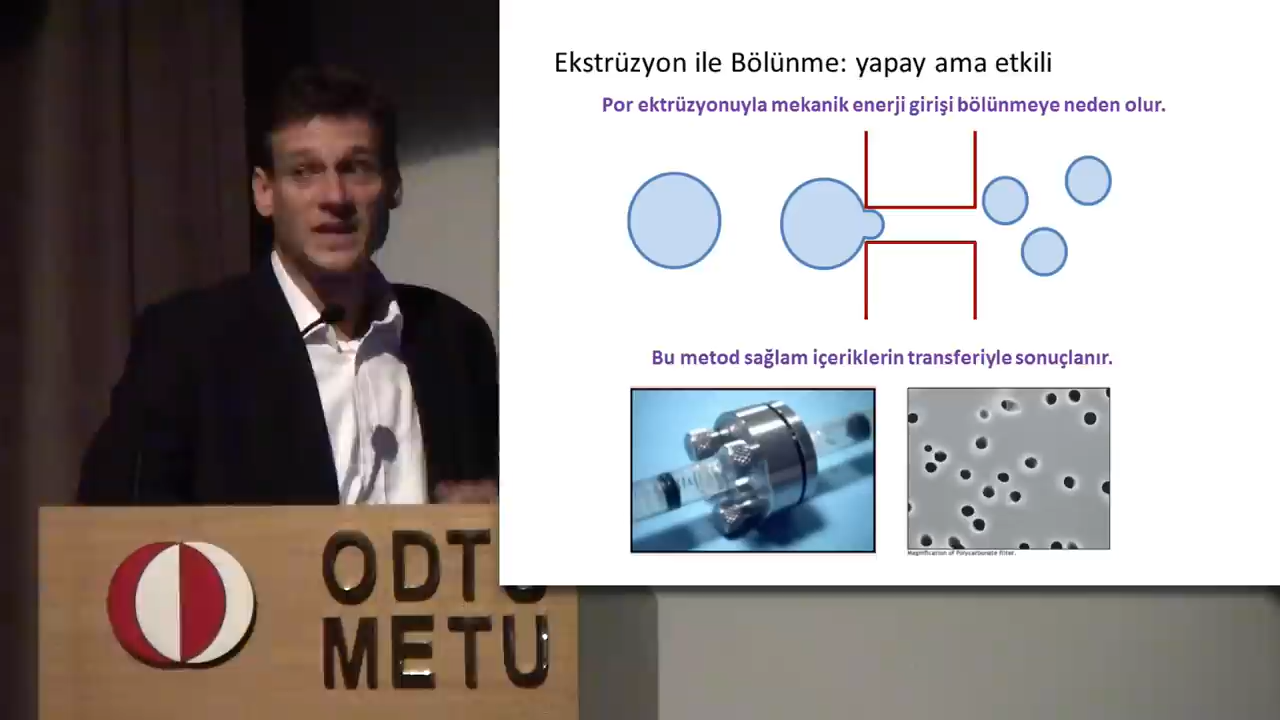 Ekstrüzyon ile Bölünme: yapay ama etkili
Por ektrüzyonuyla mekanik enerji girişi bölünmeye neden olur.
Bu metod sağlam içeriklerin transferiyle sonuçlanır.
Magnification of Polycarbonate filter.
ODTÜ
METU